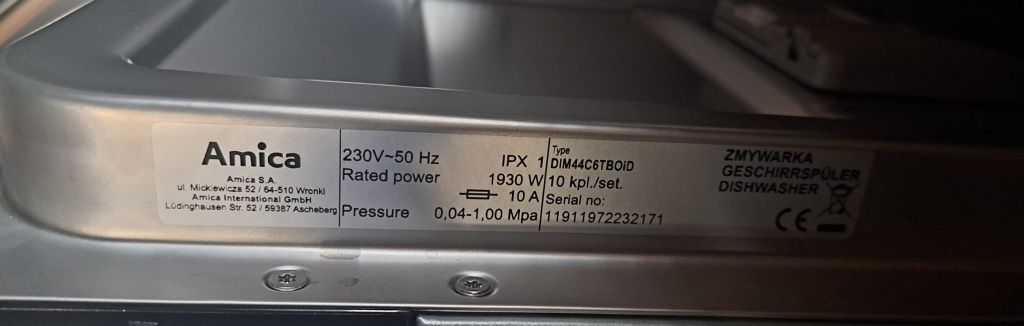 Amica
Amica S.A.
ul. Mickiewicza 52 / 64-510 Wronki
Amica International GmbH
Lüdinghausen Str. 52 / 59387 Ascheberg
230V~50 Hz IPX 1
Rated power 1930 W
10 A
Pressure 0,04-1,00 Mpa
Type
DIM44C6TBOiD
10 kpl./set.
Serial no:
11911972232171
ZMYWARKA
GESCHIRRSPÜLER
DISHWASHER
CE